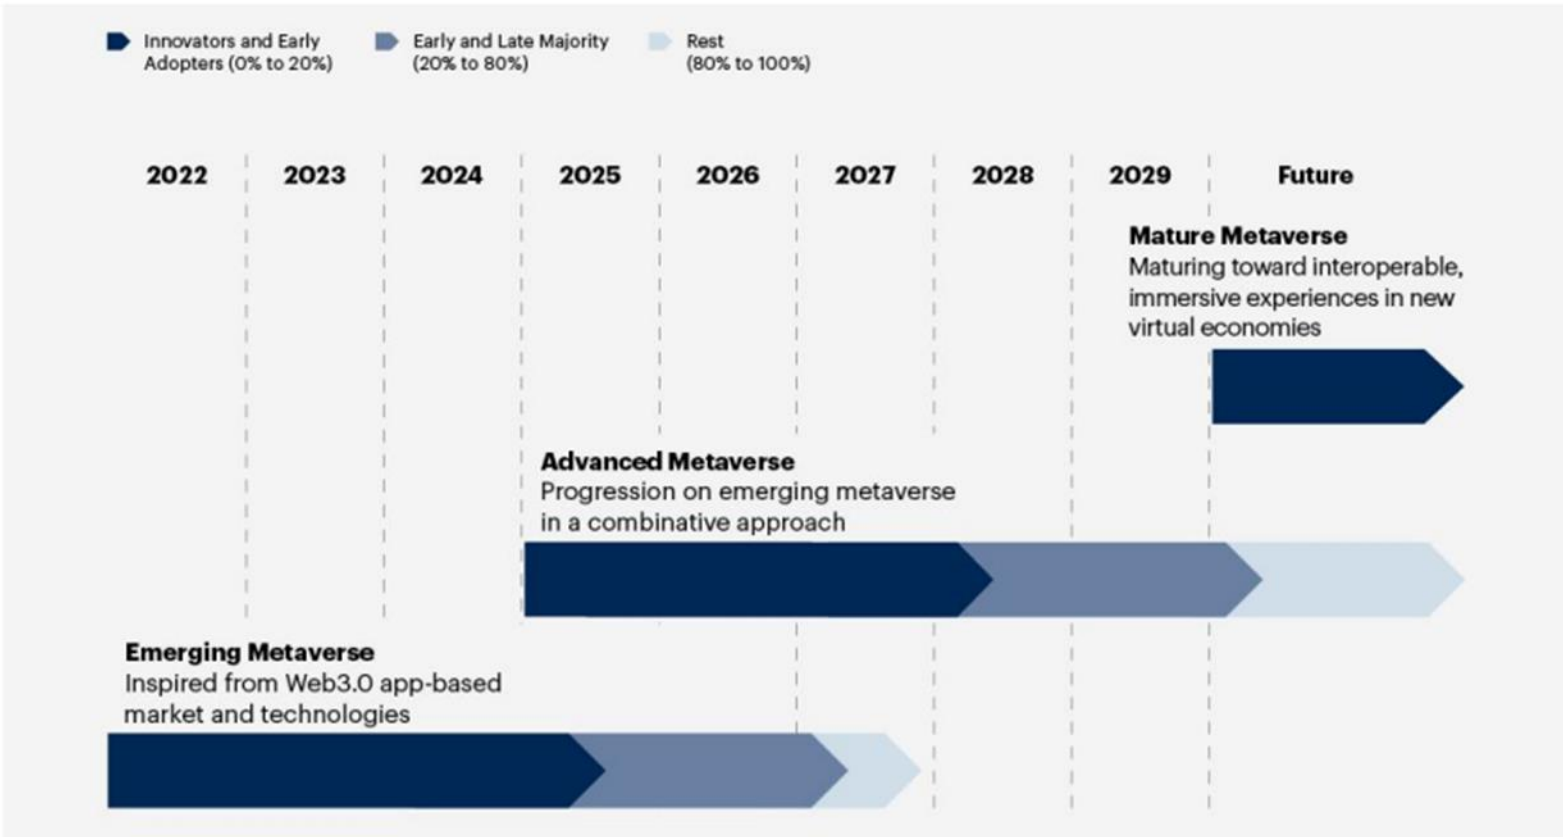 Innovators and Early
Adopters (0% to 20%)
Early and Late Majority
(20% to 80%)
Rest
(80% to 100%)
2022 2023 2024 2025 2026 2027 2028 2029 Future
Mature Metaverse
Maturing toward interoperable,
immersive experiences in new
virtual economies
Advanced Metaverse
Progression on emerging metaverse
in a combinative approach
Emerging Metaverse
Inspired from Web3.0 app-based
market and technologies